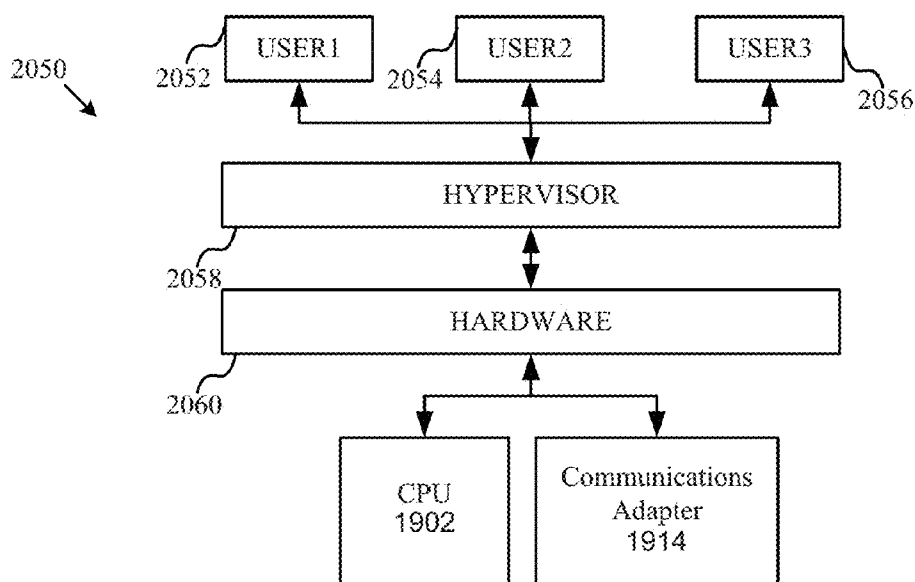 USER1
USER2
USER3
2050
2052
2054
2056
HYPERVISOR
2058
HARDWARE
2060
CPU
1902
Communications
Adapter
1914